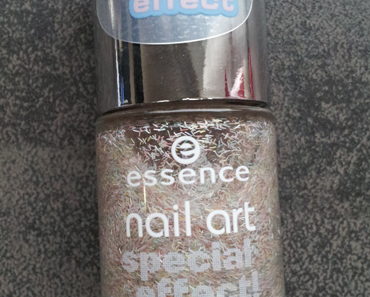 effect
essence
nail art
special
effect!